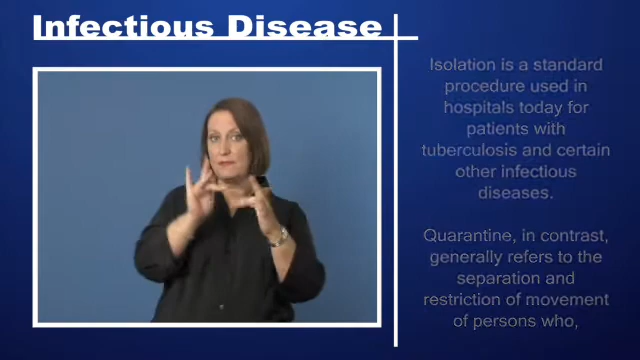 Infectious Disease
Isolation is a standard
procedure used in
hospitals today for
patients with
tuberculosis and certain
other infectious
diseases.
Quarantine, in contrast,
generally refers to the
separation and
restriction of movement
of persons who,